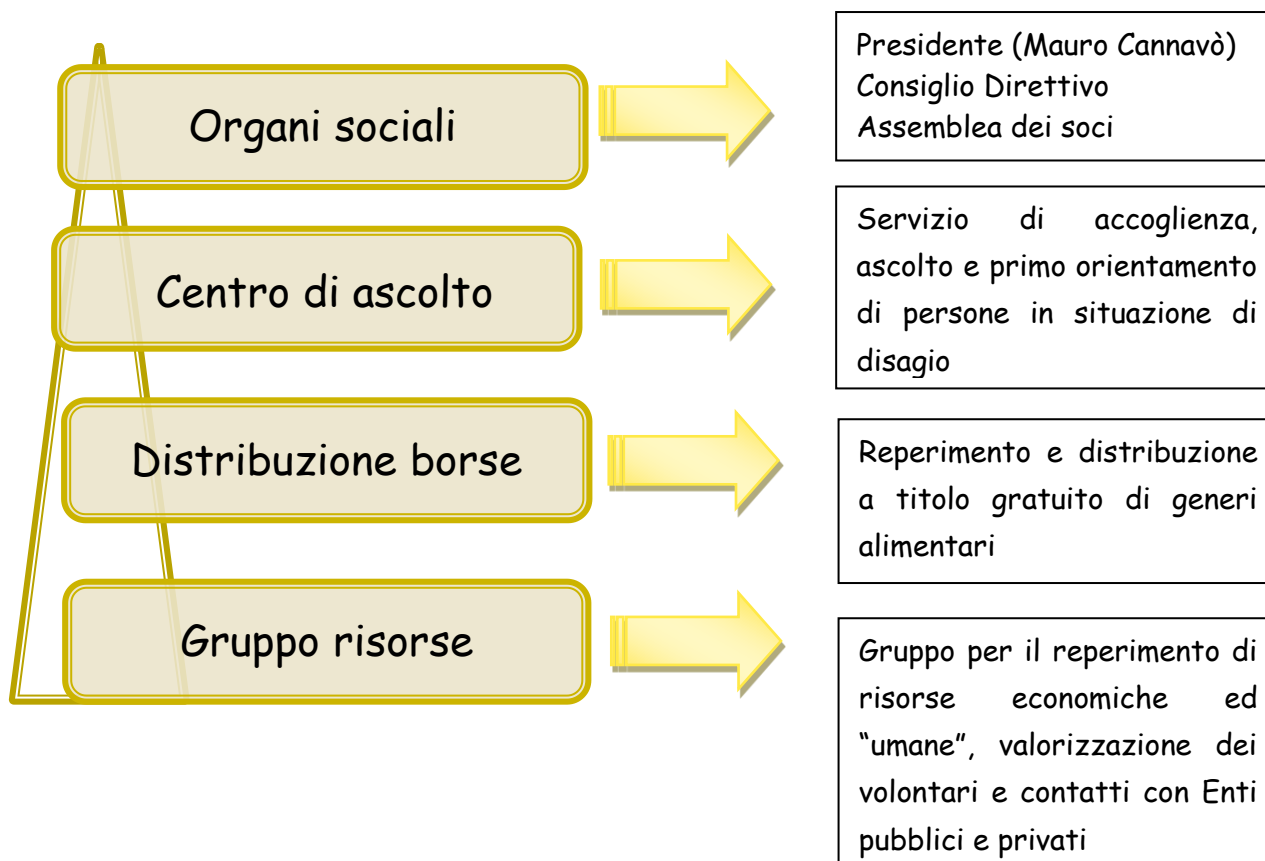 Organi sociali
Presidente (Mauro Cannavò)
Consiglio Direttivo
Assemblea dei soci
Centro di ascolto
Servizio di accoglienza,
ascolto e primo orientamento
di persone in situazione di
disagio
Distribuzione borse
Reperimento e distribuzione
a titolo gratuito di generi
alimentari
Gruppo risorse
Gruppo per il reperimento di
risorse economiche ed
“umane”, valorizzazione dei
volontari e contatti con Enti
pubblici e privati